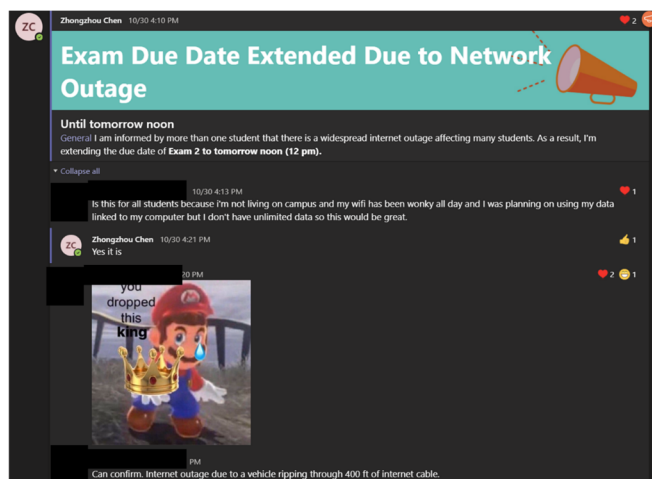 ZC
Zhongzhou Chen 10/30 4:10 PM
2
Exam Due Date Extended Due to Network
Outage
Until tomorrow noon
General I am informed by more than one student that there is a widespread internet outage affecting many students. As a result, I'm
extending the due date of Exam 2 to tomorrow noon (12 pm).
Collapse all
10/30 4:13 PM
1
Is this for all students because i'm not living on campus and my wifi has been wonky all day and I was planning on using my data
linked to my computer but I don't have unlimited data so this would be great.
ZC
Zhongzhou Chen 10/30 4:21 PM
1
Yes it is
20 PM
2 1
you
dropped
this
king
PM
Can confirm. Internet outage due to a vehicle ripping through 400 ft of internet cable.